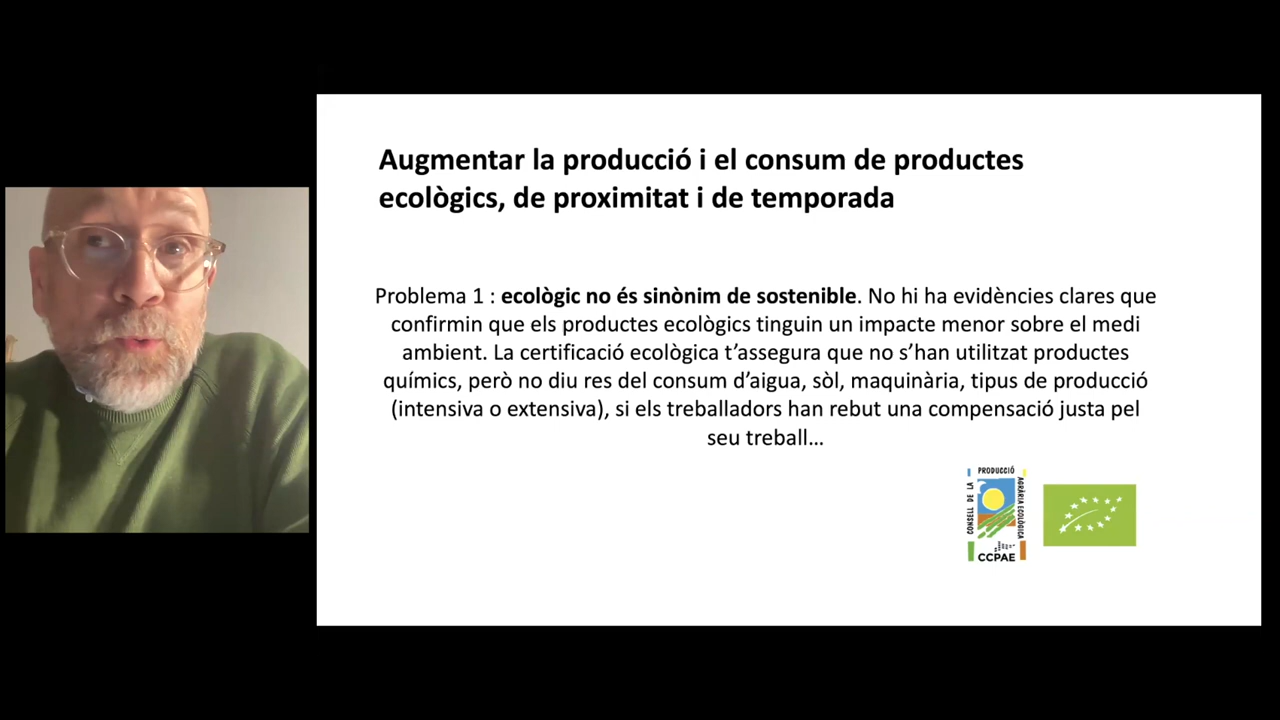 Augmentar la producció i el consum de productes
ecològics, de proximitat i de temporada
Problema 1 : ecològic no és sinònim de sostenible. No hi ha evidències clares que
confirmin que els productes ecològics tinguin un impacte menor sobre el medi
ambient. La certificació ecològica t’assegura que no s’han utilitzat productes
químics, però no diu res del consum d’aigua, sòl, maquinària, tipus de producció
(intensiva o extensiva), si els treballadors han rebut una compensació justa pel
seu treball…
CONSELL DE LA
PRODUCCIÓ
AGRÀRIA ECOLÒGICA
CCPAE